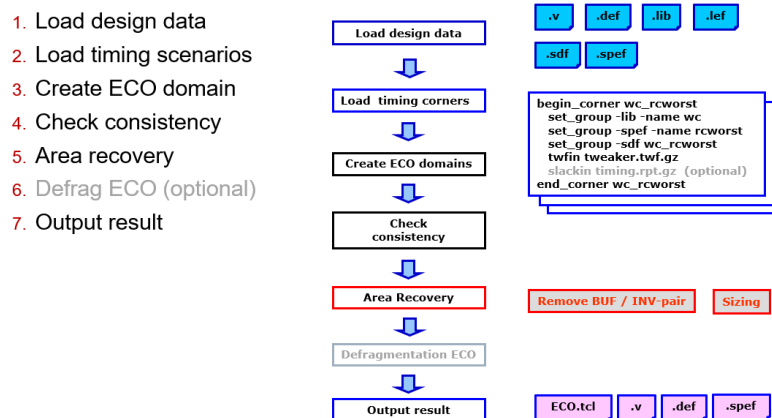 1. Load design data
2. Load timing scenarios
3. Create ECO domain
4. Check consistency
5. Area recovery
6. Defrag ECO (optional)
7. Output result
Load design data
.v .def .lib .lef
.sdf .spef
Load timing corners
begin_corner wc_rcworst
set_group -lib -name wc
set_group -spef -name rcworst
set_group -sdf wc_rcworst
twfin tweaker.twf.gz
slackin timing.rpt.gz (optional)
end_corner wc_rcworst
Create ECO domains
Check
consistency
Area Recovery
Remove BUF / INV-pair
Sizing
Defragmentation ECO
Output result
ECO.tcl .v .def .spef